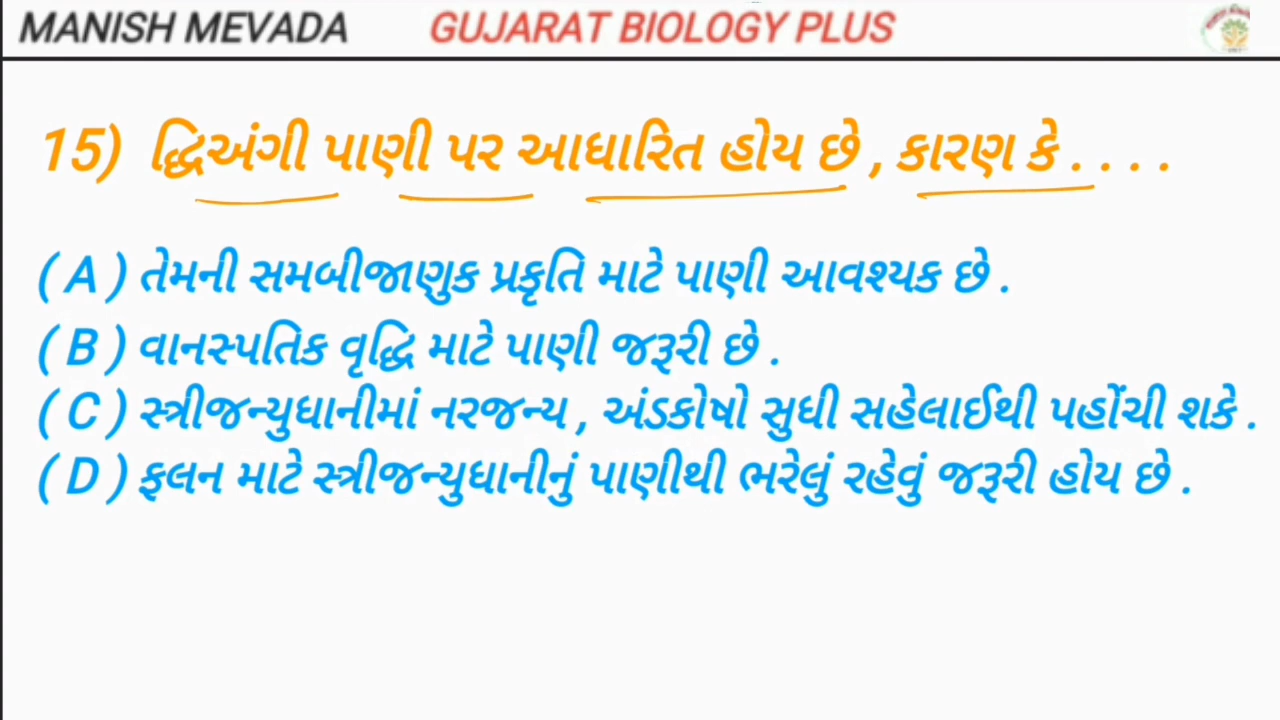 MANISH MEVADA GUJARAT BIOLOGY PLUS
15) દ્વિઅંગી પાણી પર આધારિત હોય છે , કારણ કે . . . .
( A ) તેમની સમબીજાણુક પ્રકૃતિ માટે પાણી આવશ્યક છે .
( B ) વાનસ્પતિક વૃદ્ધિ માટે પાણી જરૂરી છે .
( C ) સ્ત્રીજન્યુધાનીમાં નરજન્ય , અંડકોષો સુધી સહેલાઈથી પહોંચી શકે .
( D ) ફલન માટે સ્ત્રીજન્યુધાનીનું પાણીથી ભરેલું રહેવું જરૂરી હોય છે .